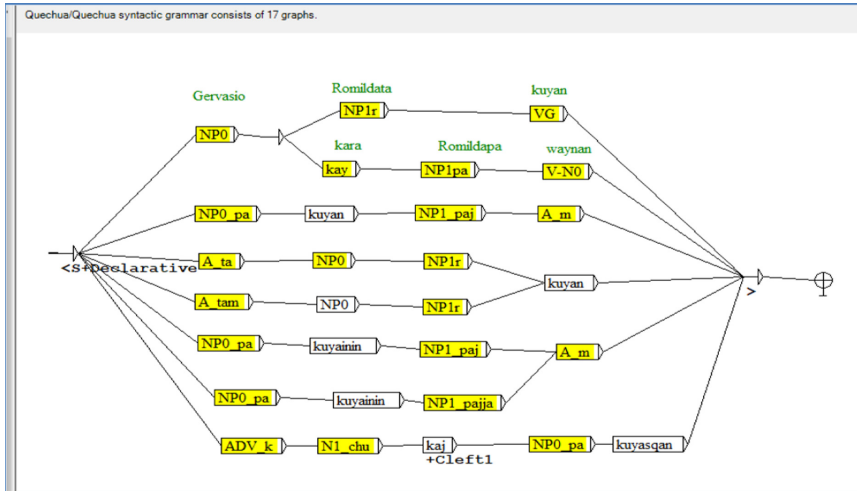 Quechua/Quechua syntactic grammar consists of 17 graphs.
Gervasio Romildata kuyan
NP0 NP1r VG
kara Romildapa waynan
kay NP1pa V-N0
NP0_pa kuyan NP1_paj A_m
<S+Declarative
A_ta NP0 NP1r
kuyan
>
A_tam NP0 NP1r
NP0_pa kuyainin NP1_paj A_m
NP0_pa kuyainin NP1_pajja
ADV_k N1_chu kaj NP0_pa kuyasqan
+Cleft1